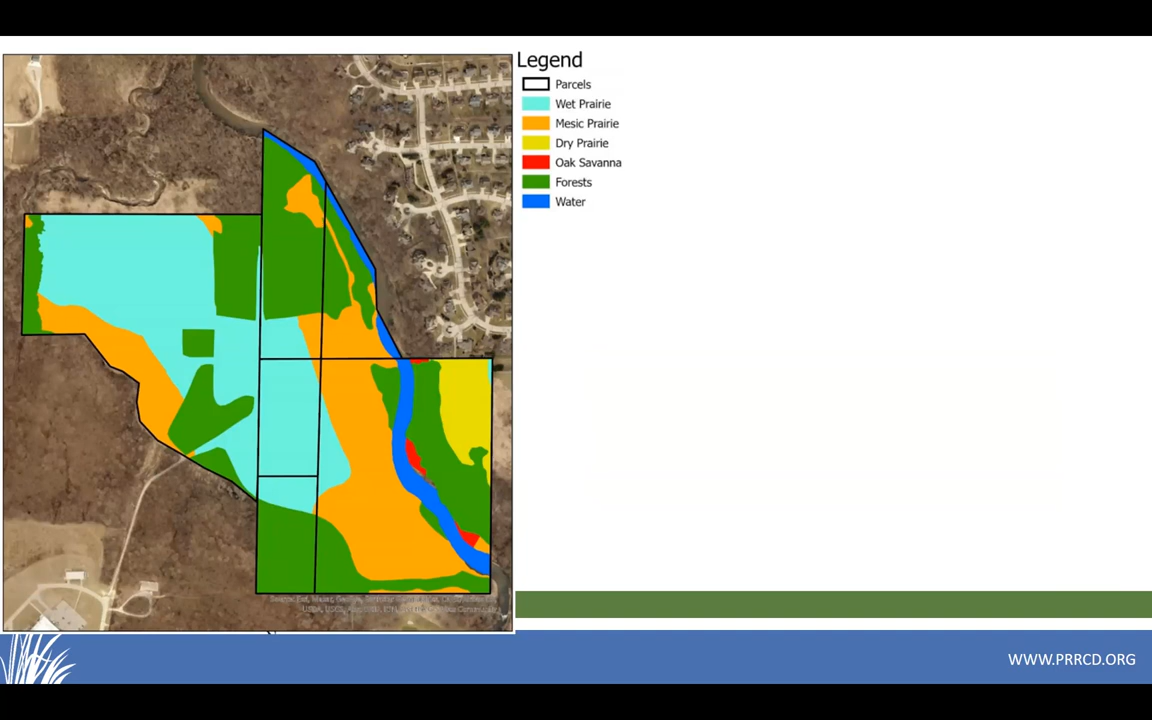 Legend
Parcels
Wet Prairie
Mesic Prairie
Dry Prairie
Oak Savanna
Forests
Water
WWW.PRRCD.ORG